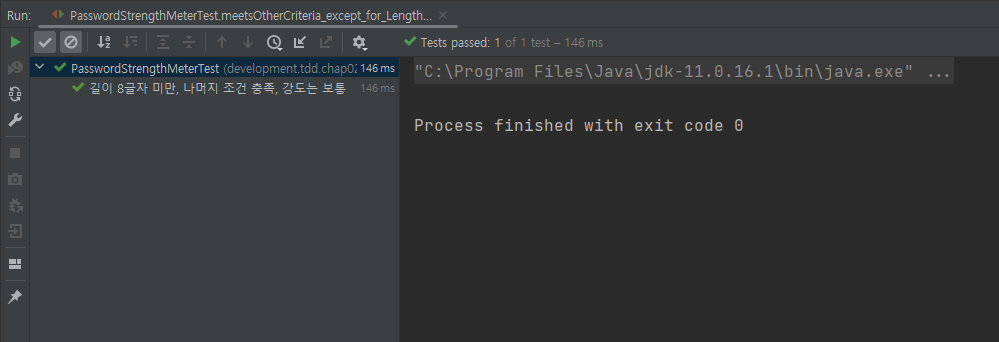 Run: PasswordStrengthMeterTest.meetsOtherCriteria_except_for_Length...
Tests passed: 1 of 1 test – 146 ms
PasswordStrengthMeterTest (development.tdd.chap02 146 ms
길이 8글자 미만, 나머지 조건 충족, 강도는 보통 146 ms
"C:\Program Files\Java\jdk-11.0.16.1\bin\java.exe" ...
Process finished with exit code 0